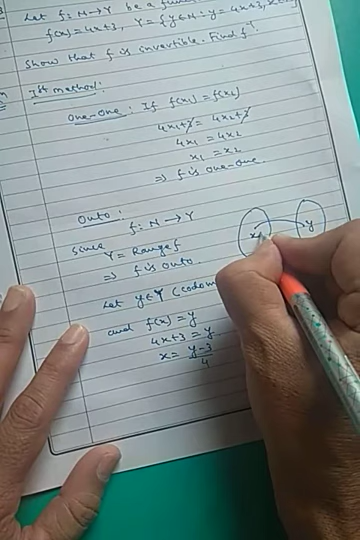 Let f: N → Y be a
f(x) = 4x+3, Y = {y∈N : y = 4x+3,
Show that f is invertible. Find f⁻¹
Ist method:
One-One: If f(x₁) = f(x₂)
4x₁+3 = 4x₂+3
4x₁ = 4x₂
x₁ = x₂
⇒ f is one-one.
Onto:
f: N → Y
since Y = Range f
⇒ f is onto.
x y
Let y∈Y
and f(x) = y
4x+3 = y
x = y-3
4